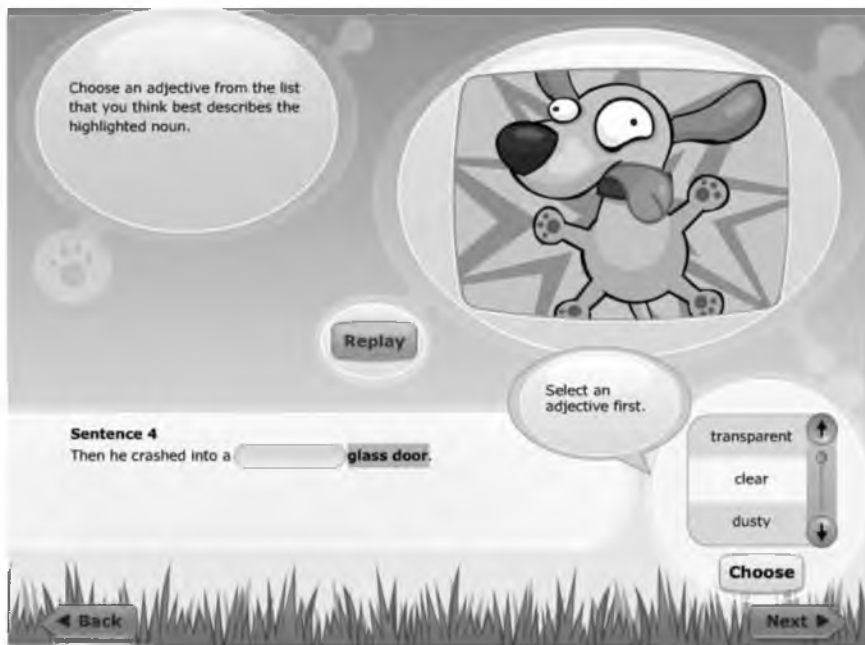 Choose an adjective from the list
that you think best describes the
highlighted noun.
Replay
Select an
adjective first.
Sentence 4
Then he crashed into a glass door.
transparent
clear
dusty
Choose
Back
Next